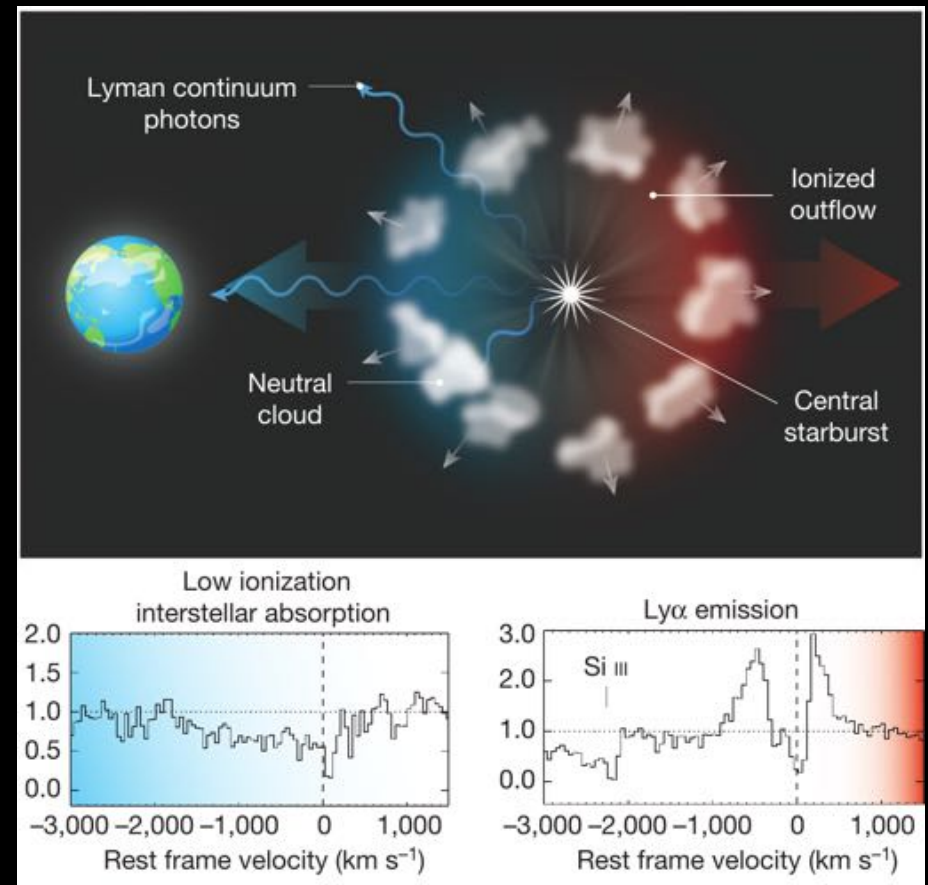 Lyman continuum
photons
Ionized
outflow
Neutral
cloud
Central
starburst
Low ionization
interstellar absorption
2.0
1.5
1.0
0.5
0.0
−3,000 −2,000 −1,000 0 1,000
Rest frame velocity (km s⁻¹)
Lyα emission
3.0
Si III
2.0
1.0
0.0
−3,000 −2,000 −1,000 0 1,000
Rest frame velocity (km s⁻¹)